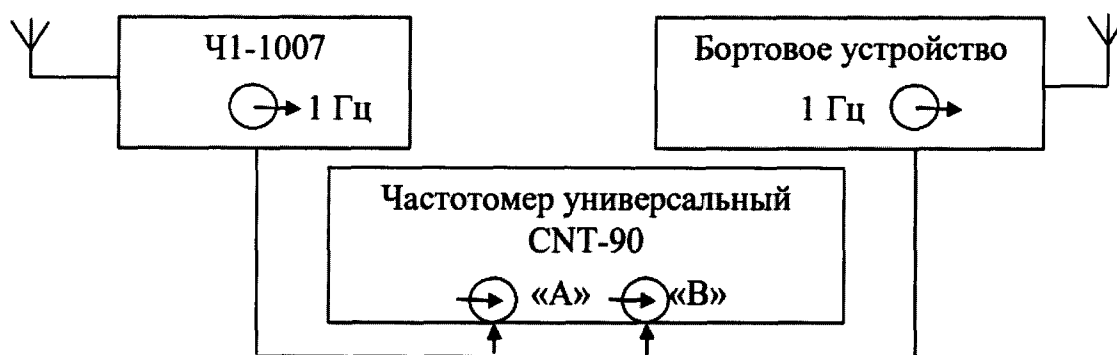 Ч1-1007
1 Гц
Бортовое устройство
1 Гц
Частотомер универсальный
CNT-90
«А» «В»